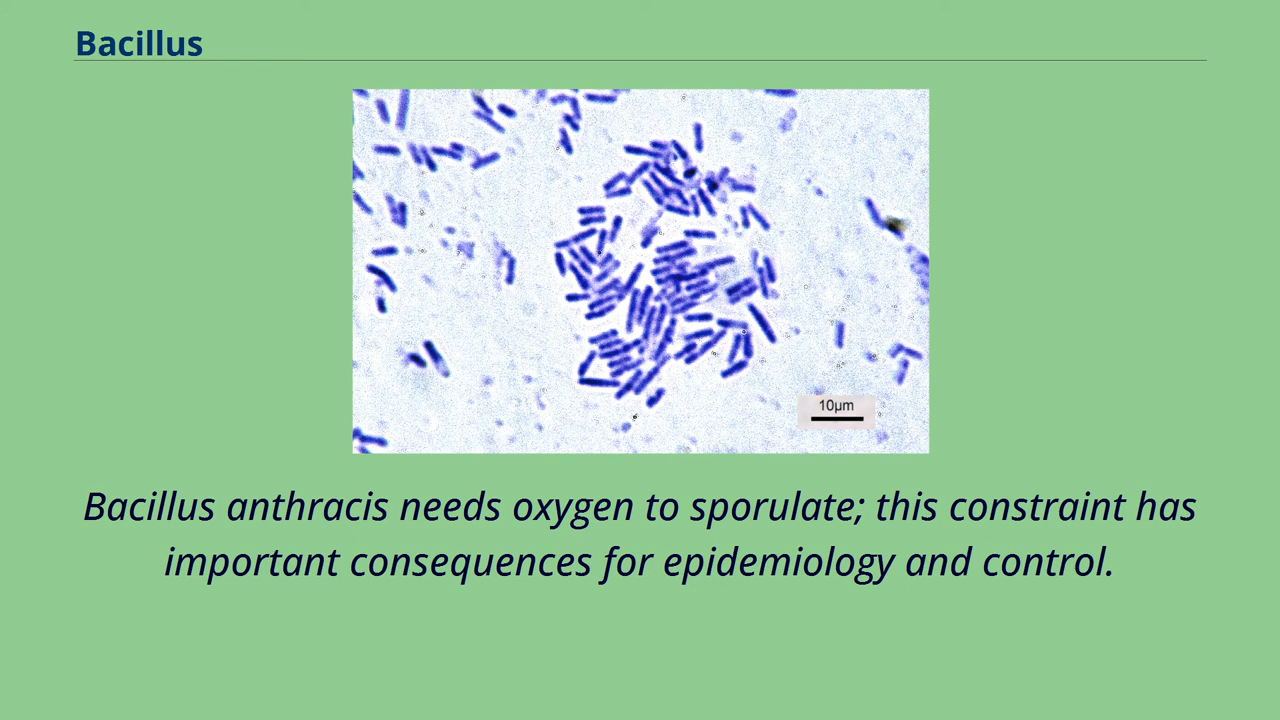 Bacillus
10µm
Bacillus anthracis needs oxygen to sporulate; this constraint has
important consequences for epidemiology and control.